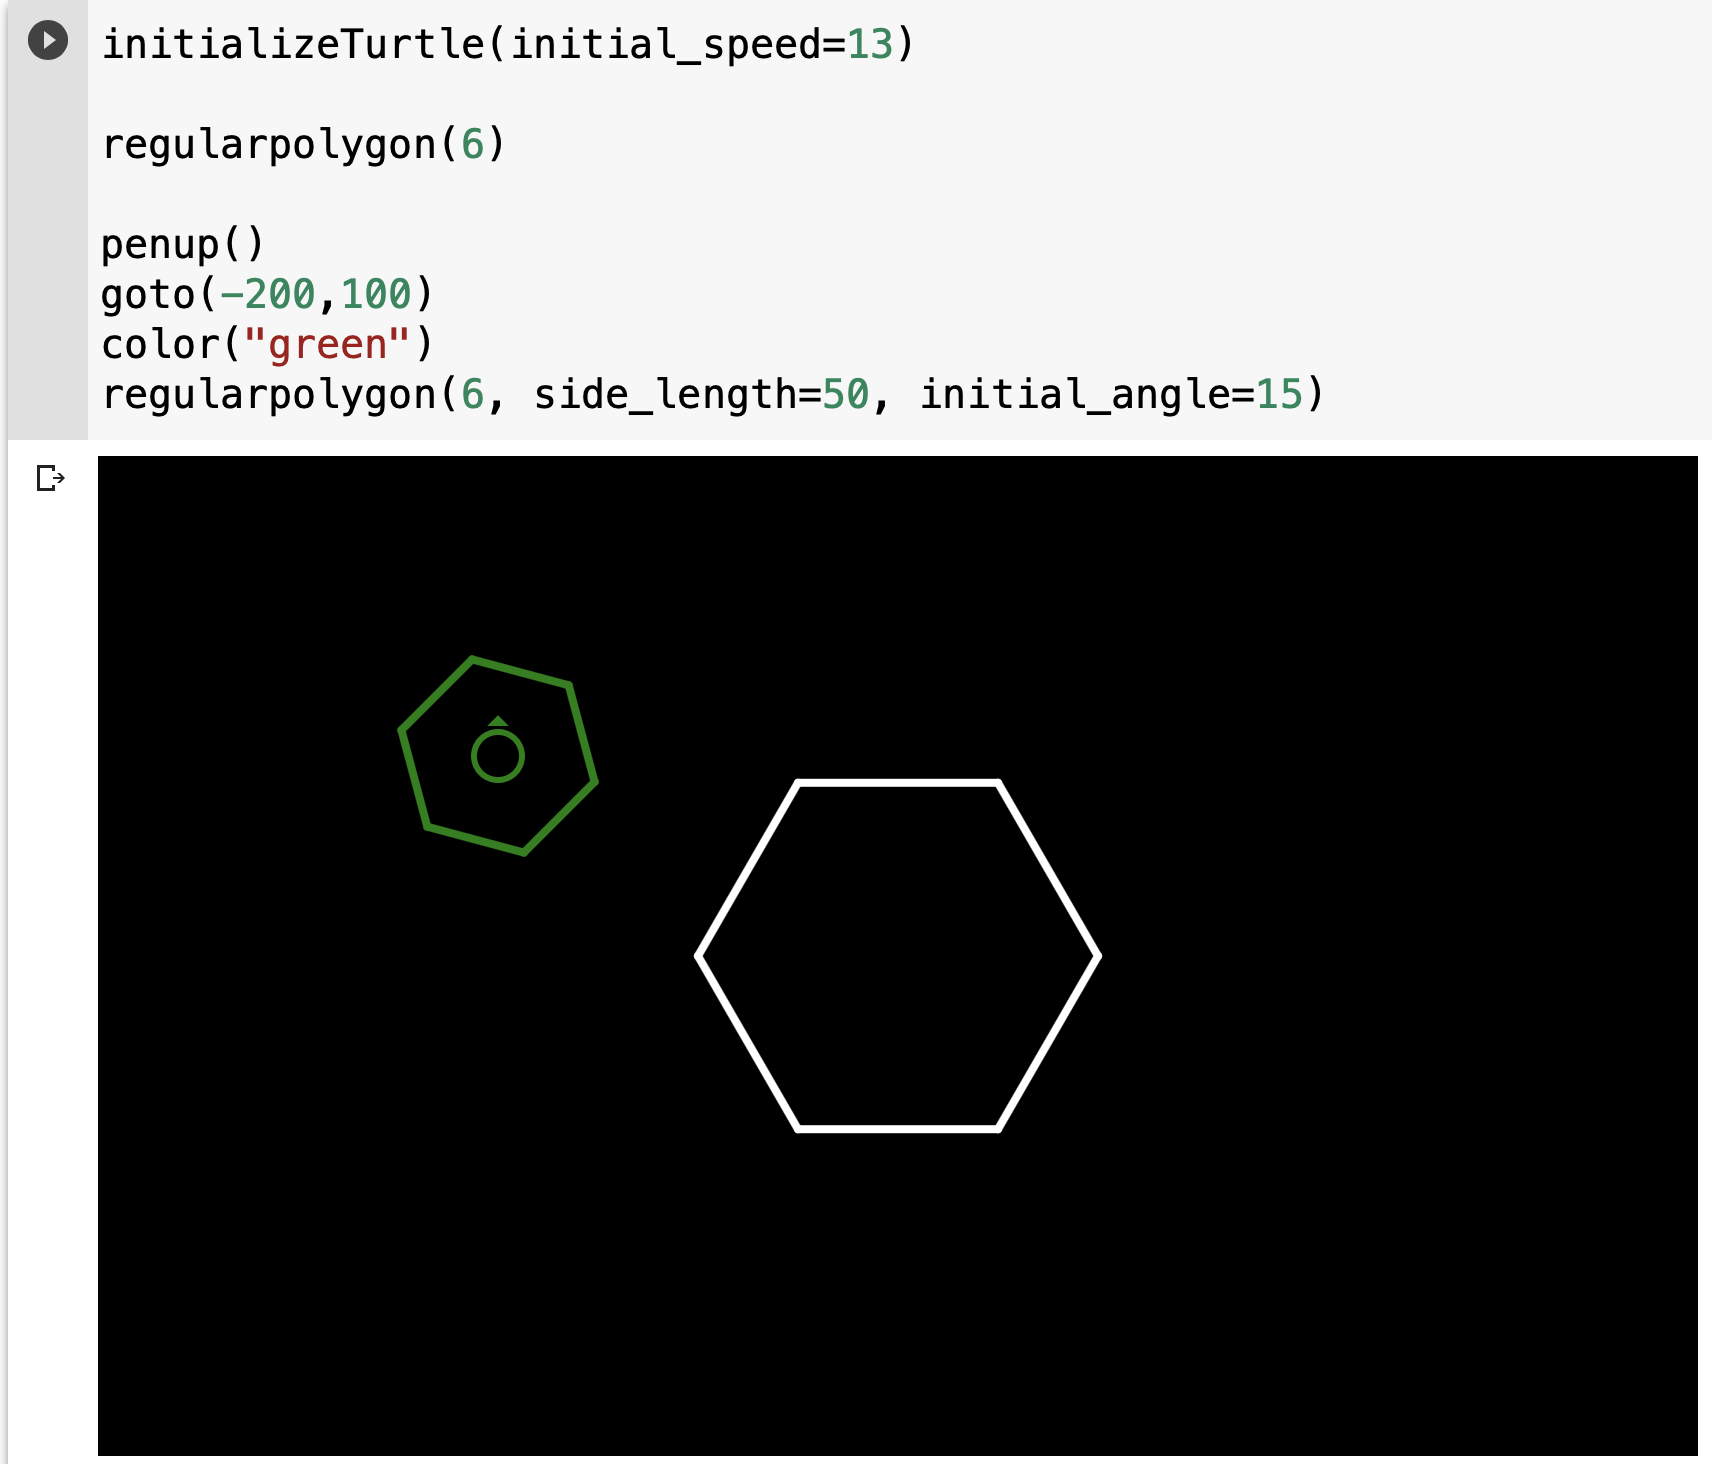 initializeTurtle(initial_speed=13)
regularpolygon(6)
penup()
goto(-200,100)
color("green")
regularpolygon(6, side_length=50, initial_angle=15)